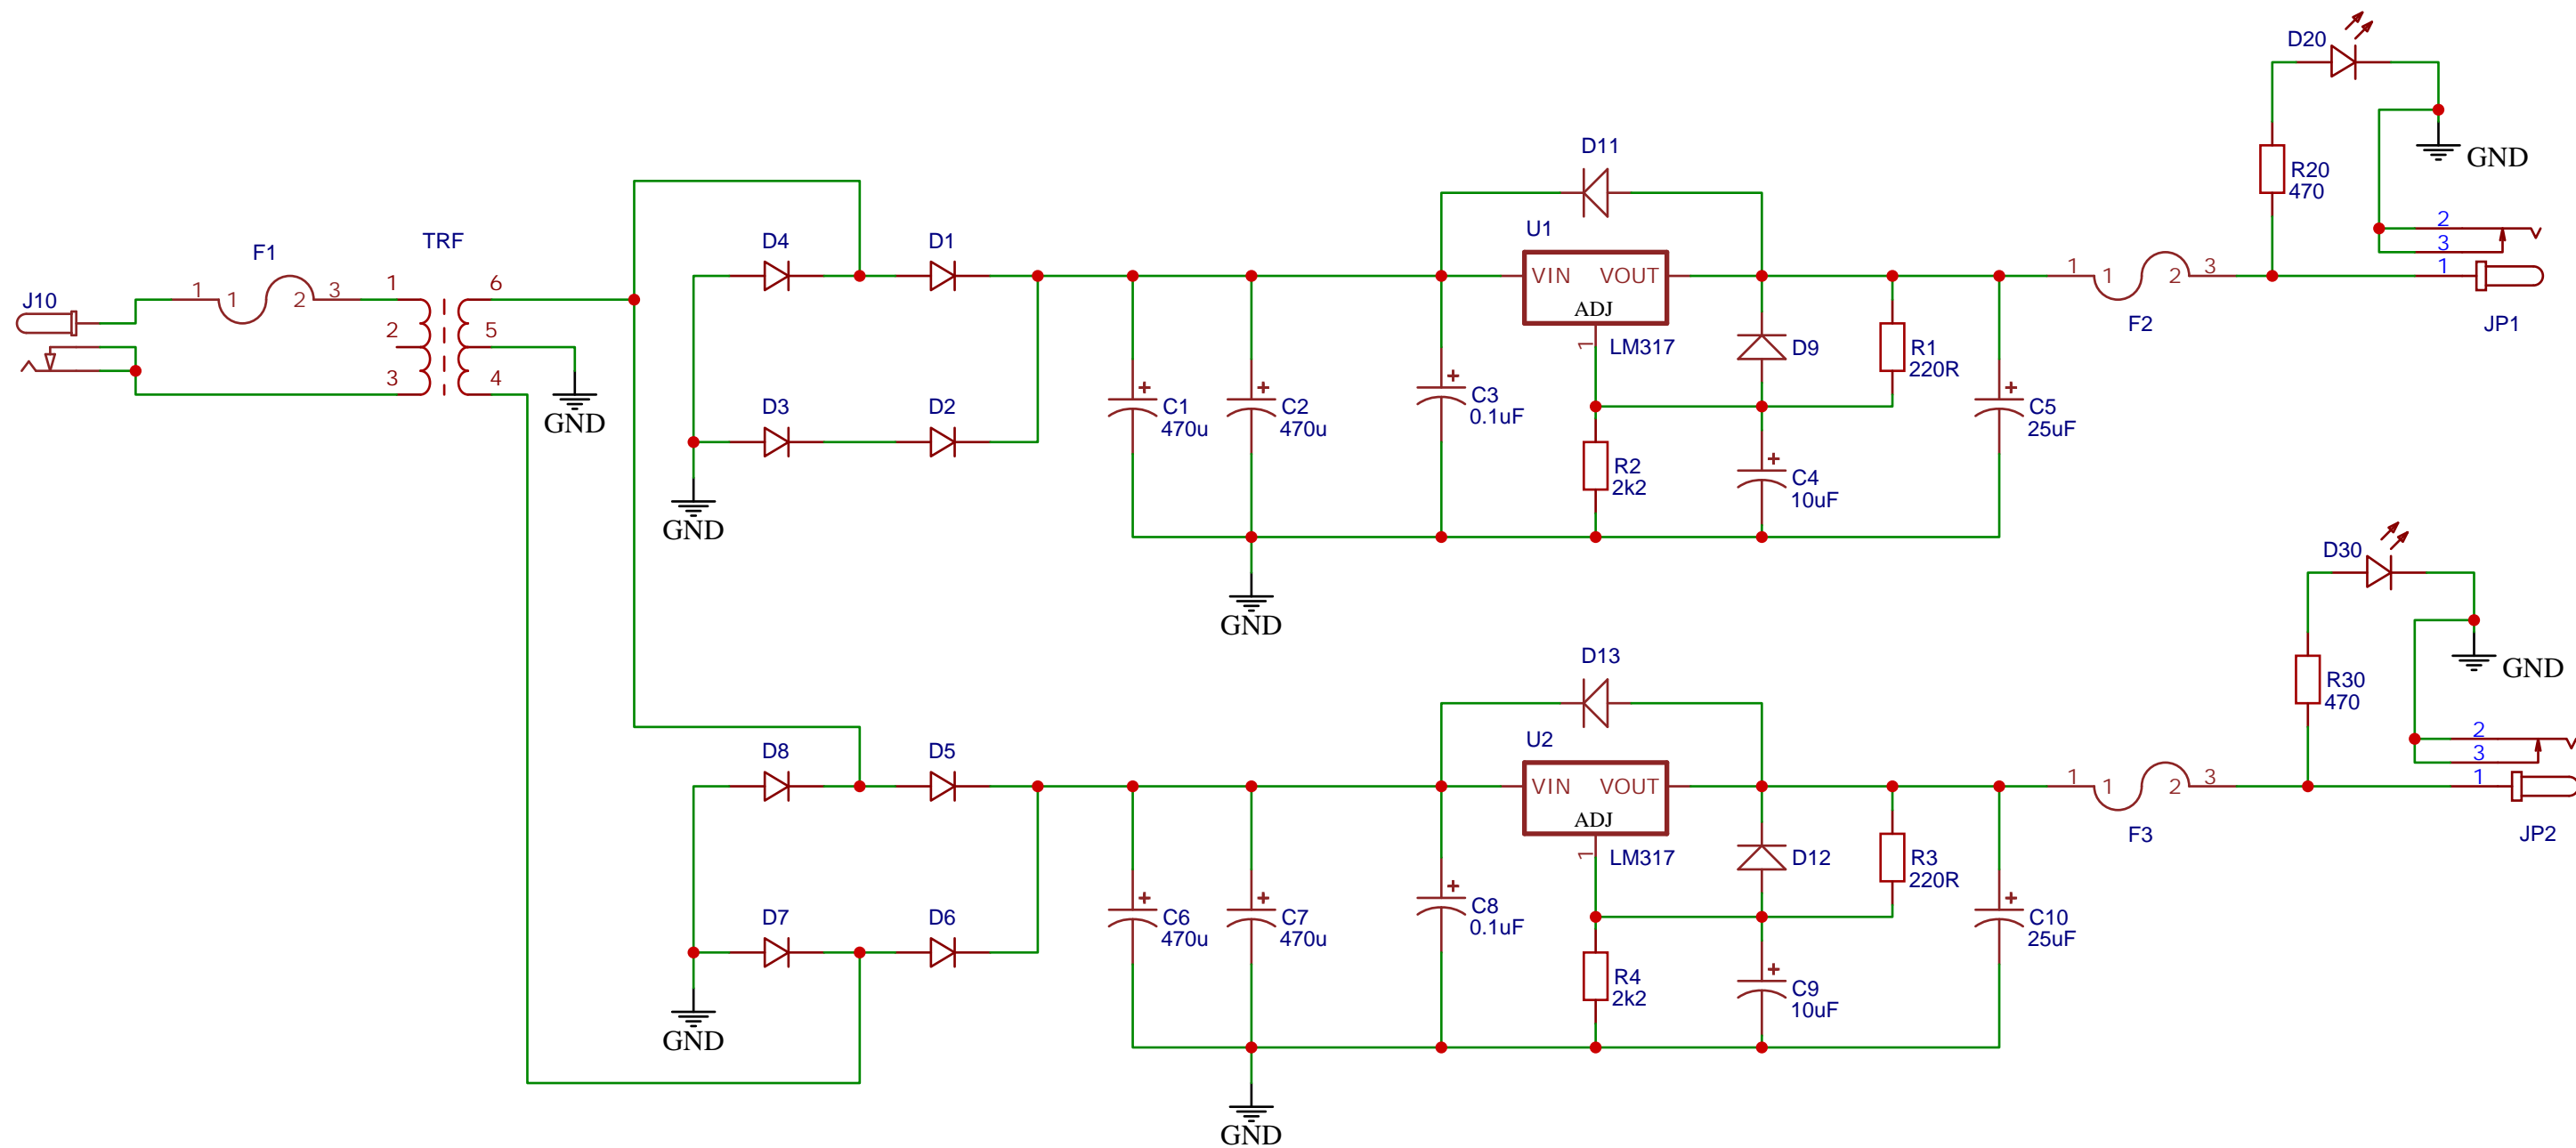 D20
GND
R20
470
2
3
1
JP1
D11
U1
VIN VOUT
ADJ
1
LM317
D9
R1
220R
1 1 2 3
F2
J10
F1
1 1 2 3
TRF
1 6
2 5
3 4
GND
D4 D1
D3 D2
GND
C1
470u
C2
470u
C3
0.1uF
R2
2k2
C4
10uF
C5
25uF
GND
D30
GND
R30
470
2
3
1
JP2
D13
U2
VIN VOUT
ADJ
1
LM317
D12
R3
220R
1 1 2 3
F3
D8 D5
D7 D6
GND
C6
470u
C7
470u
C8
0.1uF
R4
2k2
C9
10uF
C10
25uF
GND